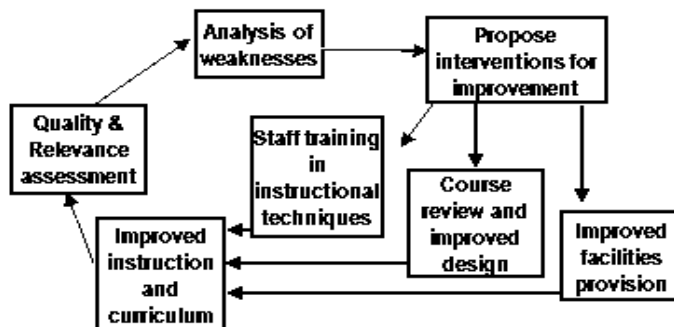 Analysis of
weaknesses
Propose
interventions for
improvement
Quality &
Relevance
assessment
Staff training
in
instructional
techniques
Course
review and
improved
design
Improved
facilities
provision
Improved
instruction
and
curriculum